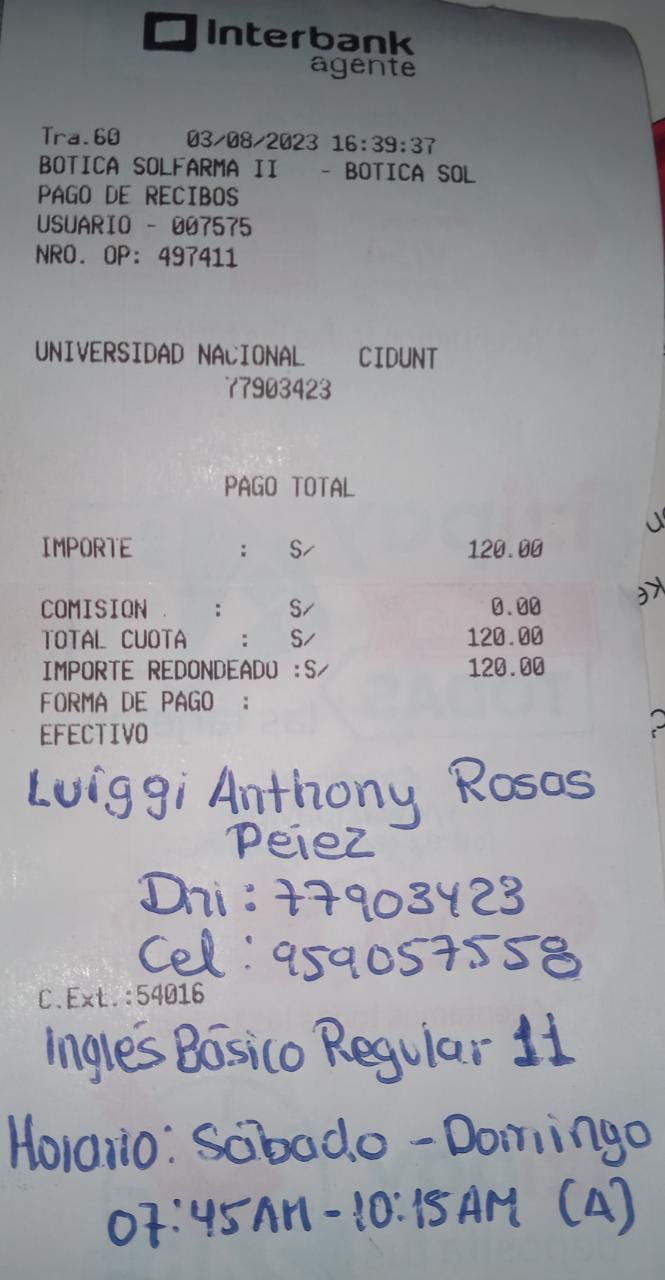 Interbank
agente
Tra.60 03/08/2023 16:39:37
BOTICA SOLFARMA II - BOTICA SOL
PAGO DE RECIBOS
USUARIO - 007575
NRO. OP: 497411
UNIVERSIDAD NACIONAL CIDUNT
77903423
PAGO TOTAL
IMPORTE : S/ 120.00
COMISION : S/ 0.00
TOTAL CUOTA : S/ 120.00
IMPORTE REDONDEADO :S/ 120.00
FORMA DE PAGO :
EFECTIVO
Luiggi Anthony Rosas
Pérez
Dni : 77903423
Cel : 959057558
C.Ext.:54016
Inglés Básico Regular 11
Horario: Sábado - Domingo
07:45AM - 10:15AM (A)